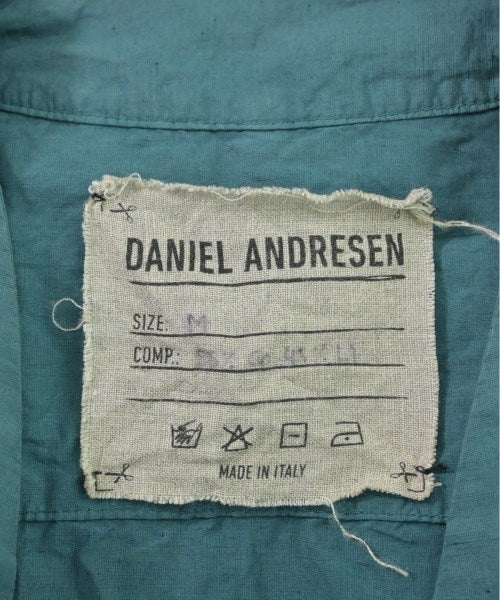 DANIEL ANDRESEN
SIZE: M
COMP.:
MADE IN ITALY